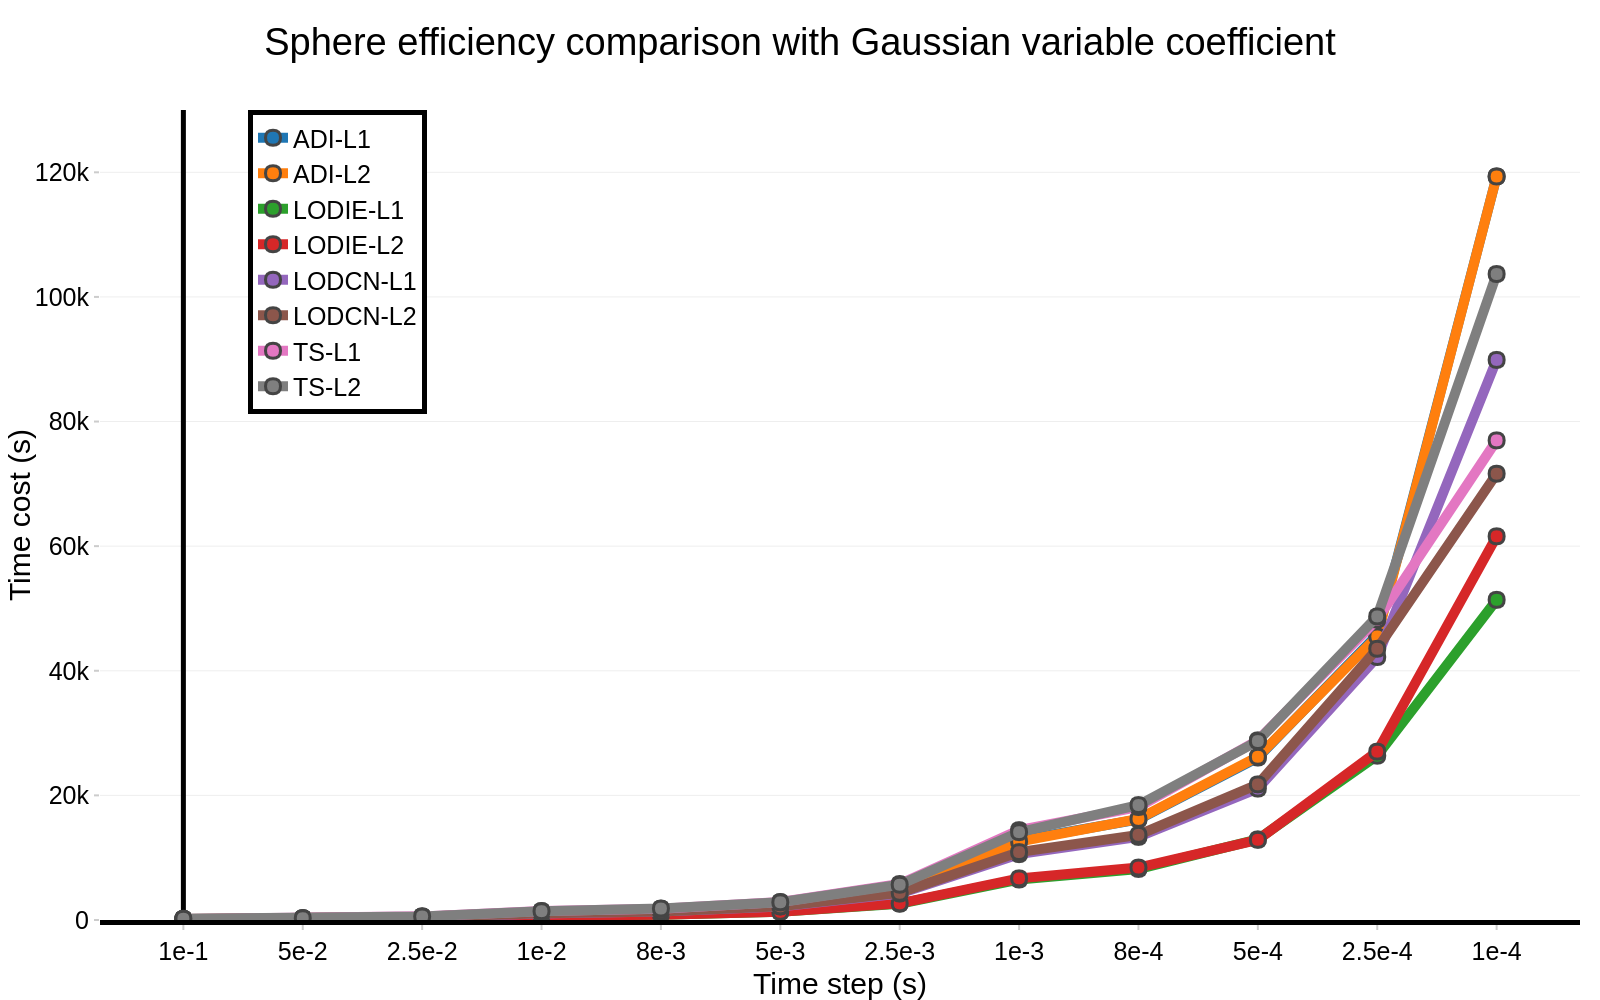 Sphere efficiency comparison with Gaussian variable coefficient
ADI-L1
ADI-L2
LODIE-L1
LODIE-L2
LODCN-L1
LODCN-L2
TS-L1
TS-L2
120k
100k
80k
60k
40k
20k
0
Time cost (s)
1e-1 5e-2 2.5e-2 1e-2 8e-3 5e-3 2.5e-3 1e-3 8e-4 5e-4 2.5e-4 1e-4
Time step (s)